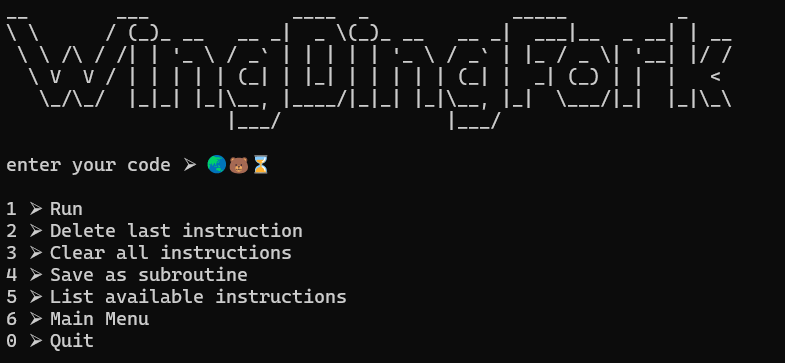 WingDingFork
enter your code ➢ 🌏🐻⏳
1 ➢ Run
2 ➢ Delete last instruction
3 ➢ Clear all instructions
4 ➢ Save as subroutine
5 ➢ List available instructions
6 ➢ Main Menu
0 ➢ Quit